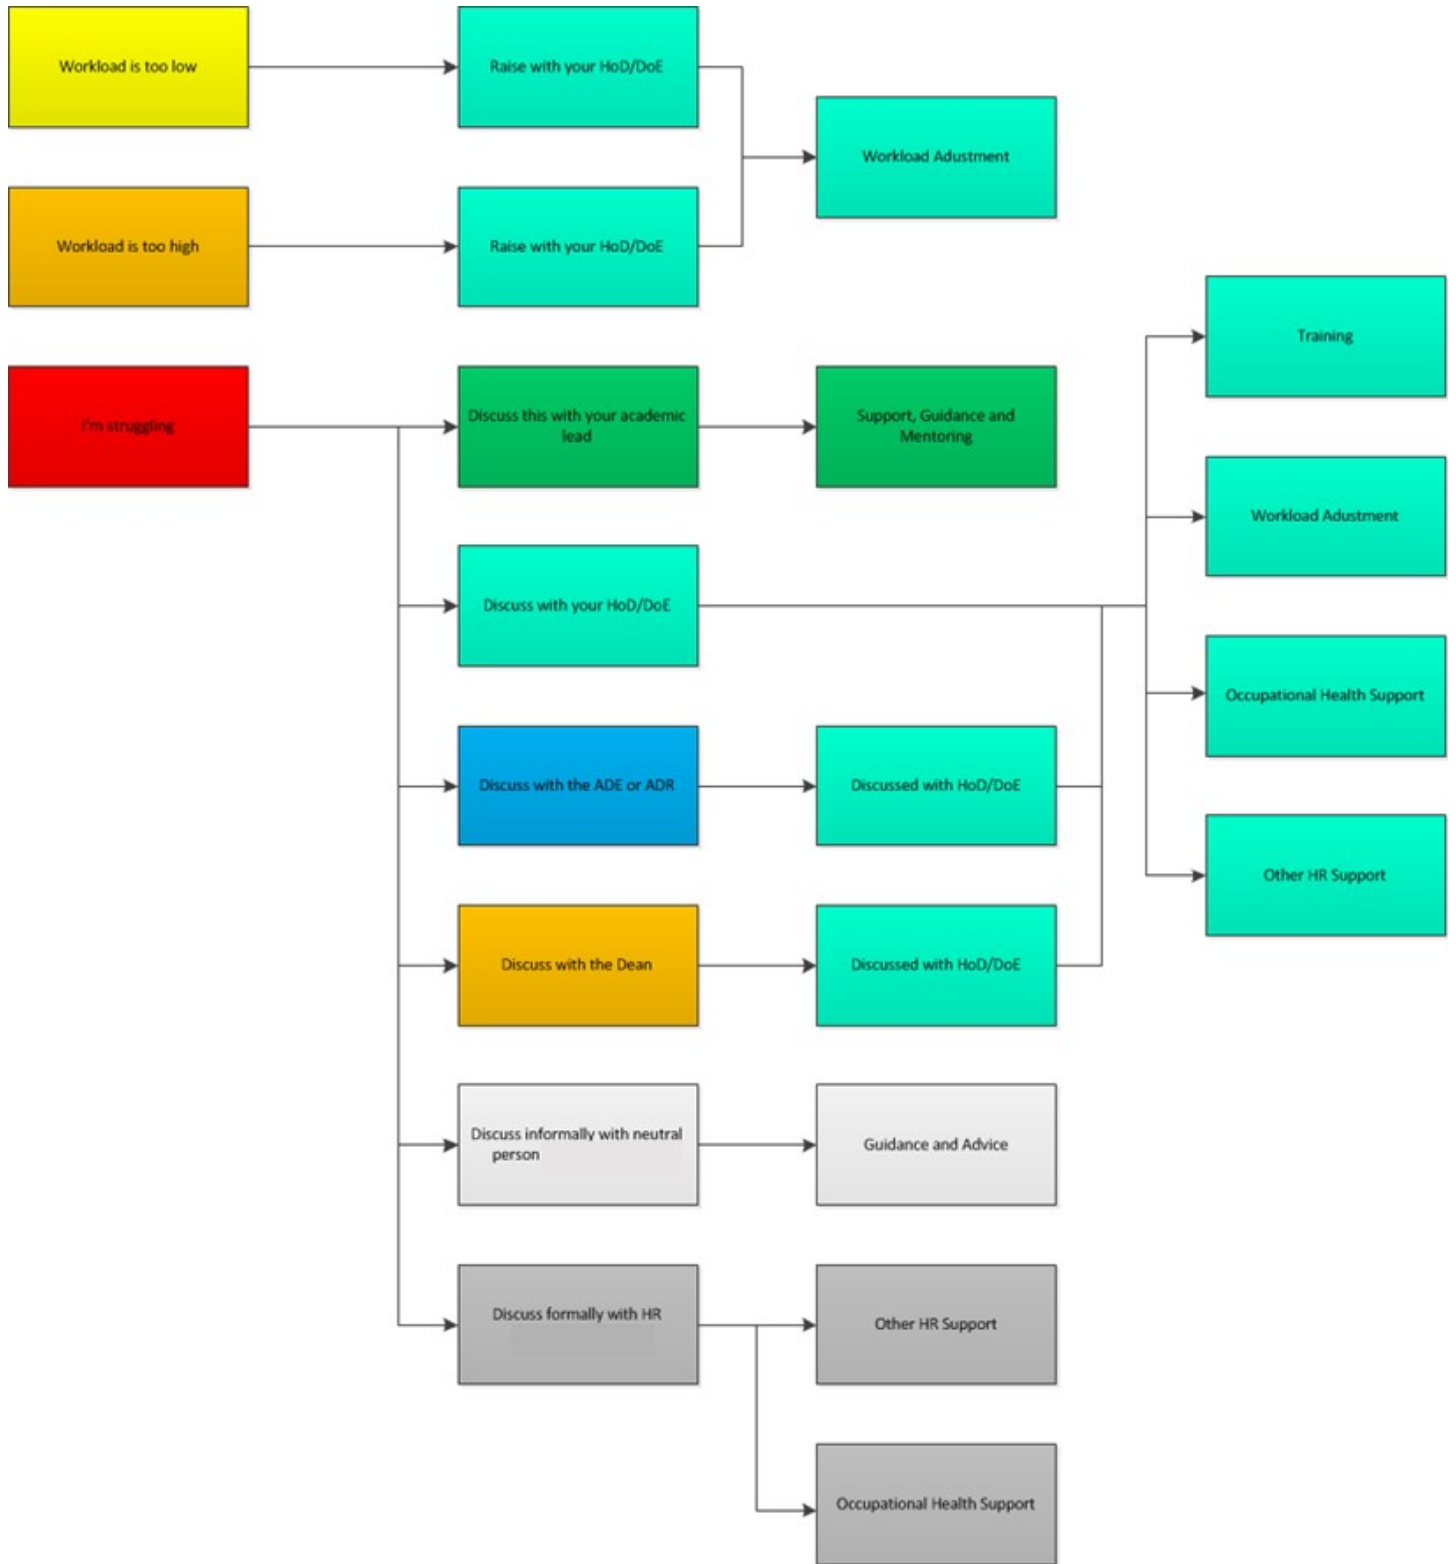 Workload is too low
Raise with your HoD/DoE
Workload Adustment
Workload is too high
Raise with your HoD/DoE
Training
I'm struggling
Discuss this with your academic
lead
Support, Guidance and
Mentoring
Workload Adustment
Discuss with your HoD/DoE
Occupational Health Support
Discuss with the ADE or ADR
Discussed with HoD/DoE
Other HR Support
Discuss with the Dean
Discussed with HoD/DoE
Discuss informally with neutral
person
Guidance and Advice
Discuss formally with HR
Other HR Support
Occupational Health Support